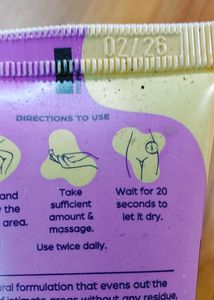 02/26
DIRECTIONS TO USE
and
the
area.
Take
sufficient
amount &
massage.
Wait for 20
seconds to
let it dry.
Use twice daily.
ral formulation that evens out the
intimate areas without any residue,